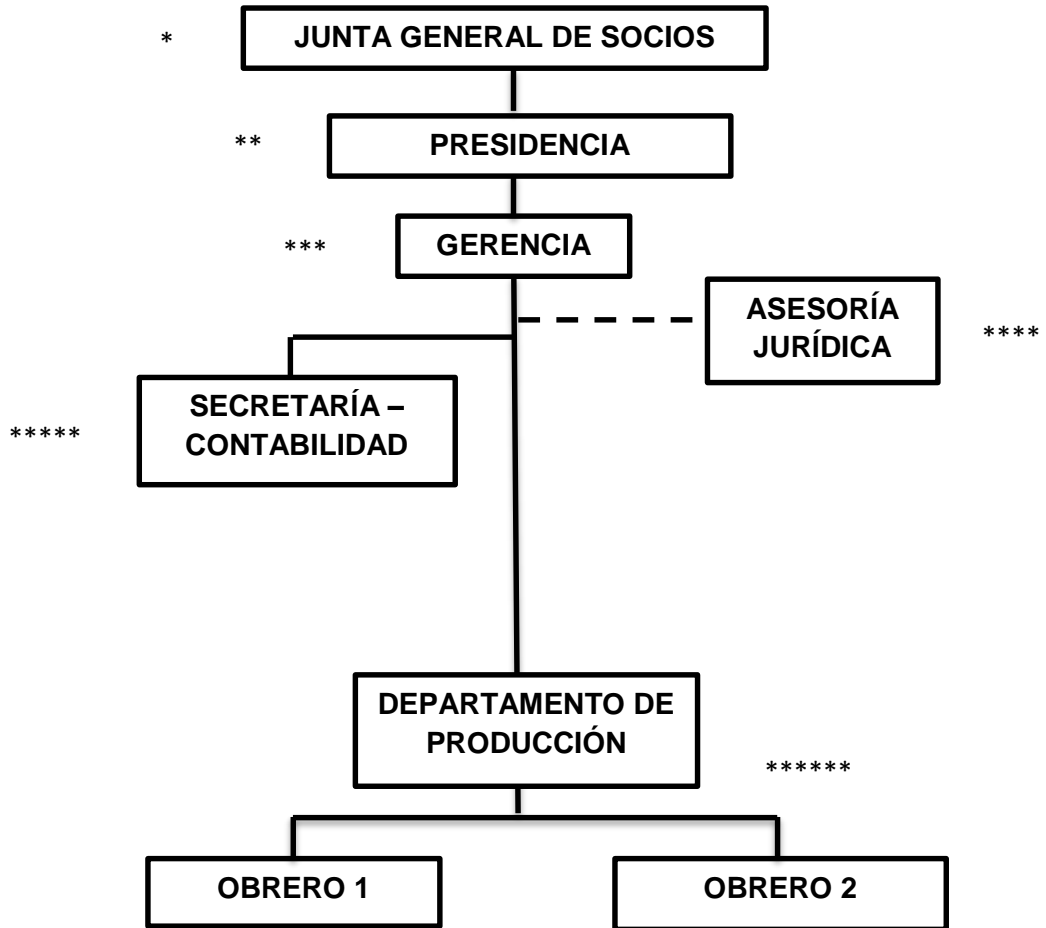 * JUNTA GENERAL DE SOCIOS
** PRESIDENCIA
*** GERENCIA
ASESORÍA
JURÍDICA
****
SECRETARÍA –
CONTABILIDAD
*****
DEPARTAMENTO DE
PRODUCCIÓN
******
OBRERO 1
OBRERO 2